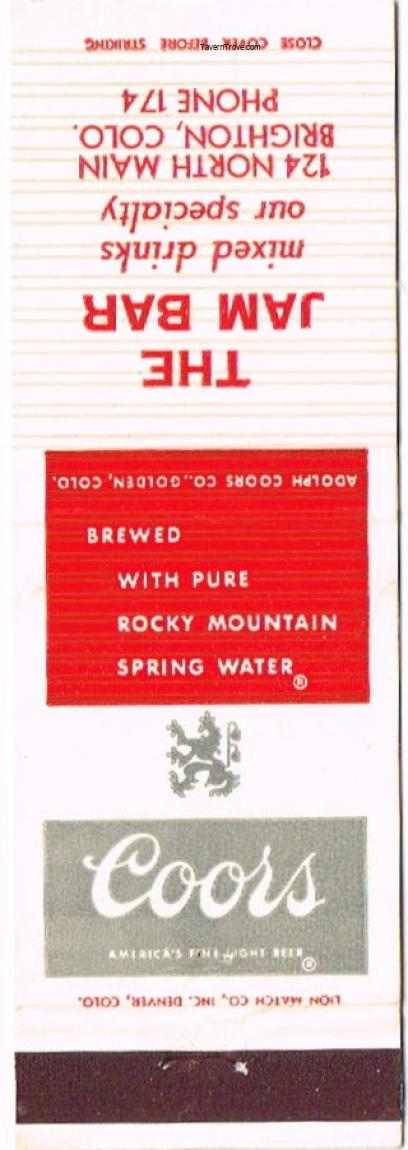 CLOSE COVER BEFORE STRIKING
TavernTrove.com
THE
JAM BAR
mixed drinks
our specialty
124 NORTH MAIN
BRIGHTON, COLO.
PHONE 174
ADOLPH COORS CO., GOLDEN, COLO.
BREWED
WITH PURE
ROCKY MOUNTAIN
SPRING WATER®
Coors
AMERICA'S FINE LIGHT BEER®
LION MATCH CO., INC. DENVER, COLO.